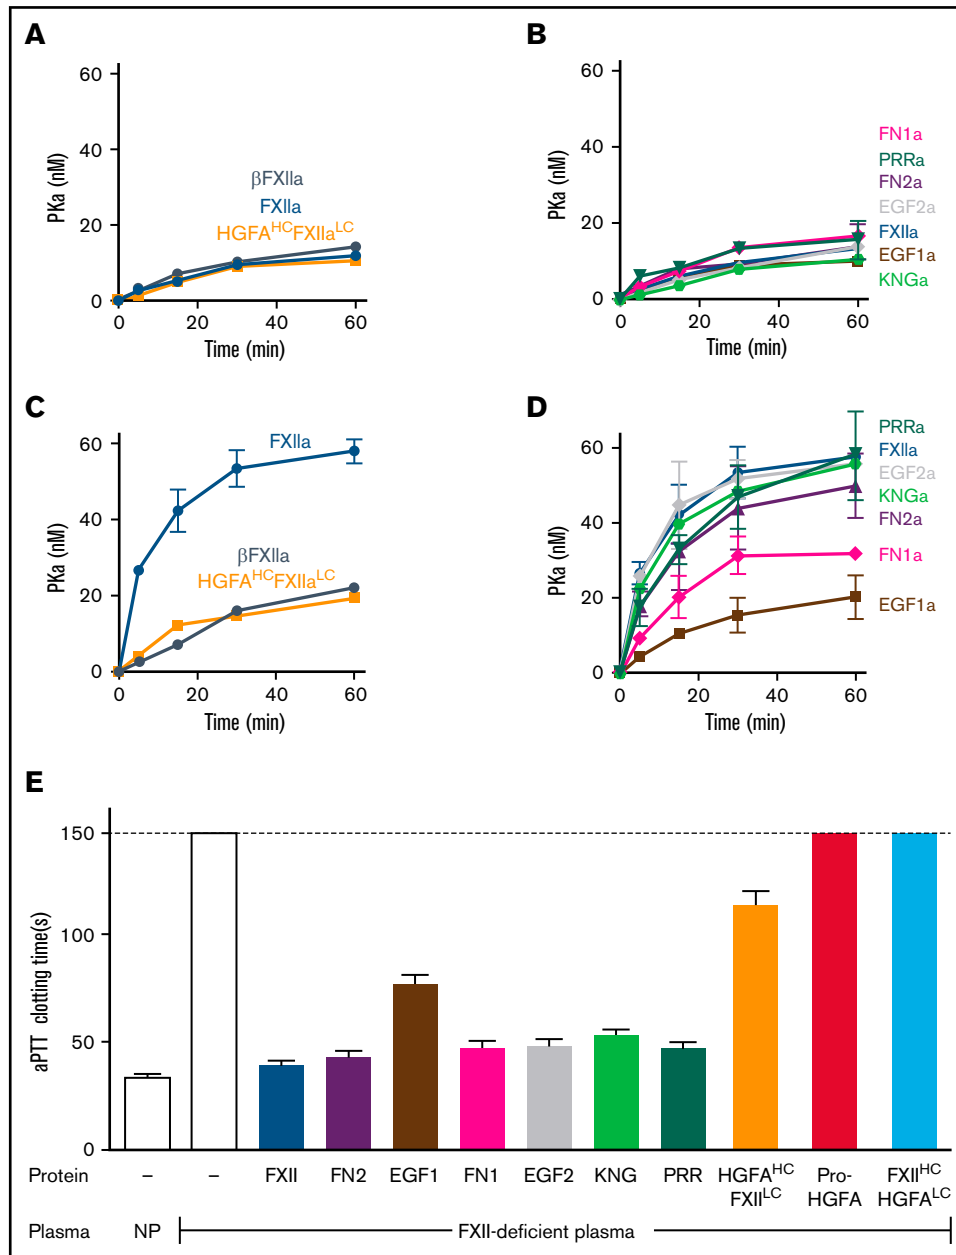 A
60
40
20
0
PKa (nM)
βFXIIa
FXIIa
HGFAᴴᶜFXIIaᴸᶜ
0 20 40 60
Time (min)
B
60
40
20
0
PKa (nM)
FN1a
PRRa
FN2a
EGF2a
FXIIa
EGF1a
KNGa
0 20 40 60
Time (min)
C
60
40
20
0
PKa (nM)
FXIIa
βFXIIa
HGFAᴴᶜFXIIaᴸᶜ
0 20 40 60
Time (min)
D
60
40
20
0
PKa (nM)
PRRa
FXIIa
EGF2a
KNGa
FN2a
FN1a
EGF1a
0 20 40 60
Time (min)
E
150
100
50
0
aPTT clotting time(s)
Protein – – FXII FN2 EGF1 FN1 EGF2 KNG PRR HGFAᴴᶜ Pro- FXIIᴴᶜ
FXIIᴸᶜ HGFA HGFAᴸᶜ
Plasma NP FXII-deficient plasma